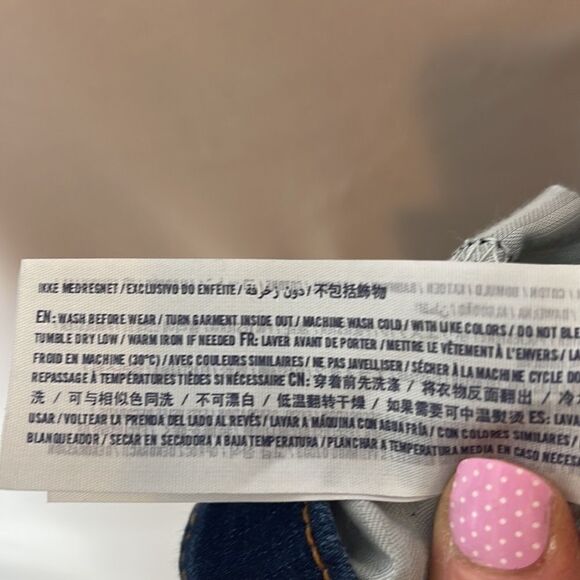 IKKE MEDREGNET / EXCLUSIVO DO ENFEITE / دون زخرفة / 不包括飾物
EN: WASH BEFORE WEAR / TURN GARMENT INSIDE OUT / MACHINE WASH COLD / WITH LIKE COLORS / DO NOT BLE
TUMBLE DRY LOW / WARM IRON IF NEEDED FR: LAVER AVANT DE PORTER / METTRE LE VÊTEMENT À L'ENVERS / LA
FROID EN MACHINE (30°C) / AVEC COULEURS SIMILAIRES / NE PAS JAVELLISER / SÉCHER À LA MACHINE CYCLE DO
REPASSAGE À TEMPÉRATURES TIÈDES SI NÉCESSAIRE CN: 穿着前先洗涤 / 将衣物反面翻出 / 冷水
洗 / 可与相似色同洗 / 不可漂白 / 低温翻转干燥 / 如果需要可中温熨烫 ES: LAVA
USAR / VOLTEAR LA PRENDA DEL LADO AL REVÉS / LAVAR A MÁQUINA CON AGUA FRÍA / CON COLORES SIMILARES /
BLANQUEADOR / SECAR EN SECADORA A BAJA TEMPERATURA / PLANCHAR A TEMPERATURA MEDIA EN CASO NECESA